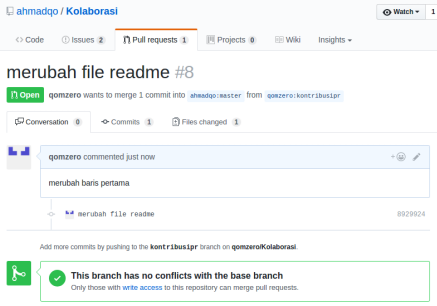 ahmadqo / Kolaborasi
Watch 1
Code Issues 2 Pull requests 1 Projects 0 Wiki Insights
merubah file readme #8
Open qomzero wants to merge 1 commit into ahmadqo:master from qomzero:kontribusipr
Conversation 0 Commits 1 Files changed 1
qomzero commented just now
merubah baris pertama
merubah file readme 8929924
Add more commits by pushing to the kontribusipr branch on qomzero/Kolaborasi.
This branch has no conflicts with the base branch
Only those with write access to this repository can merge pull requests.